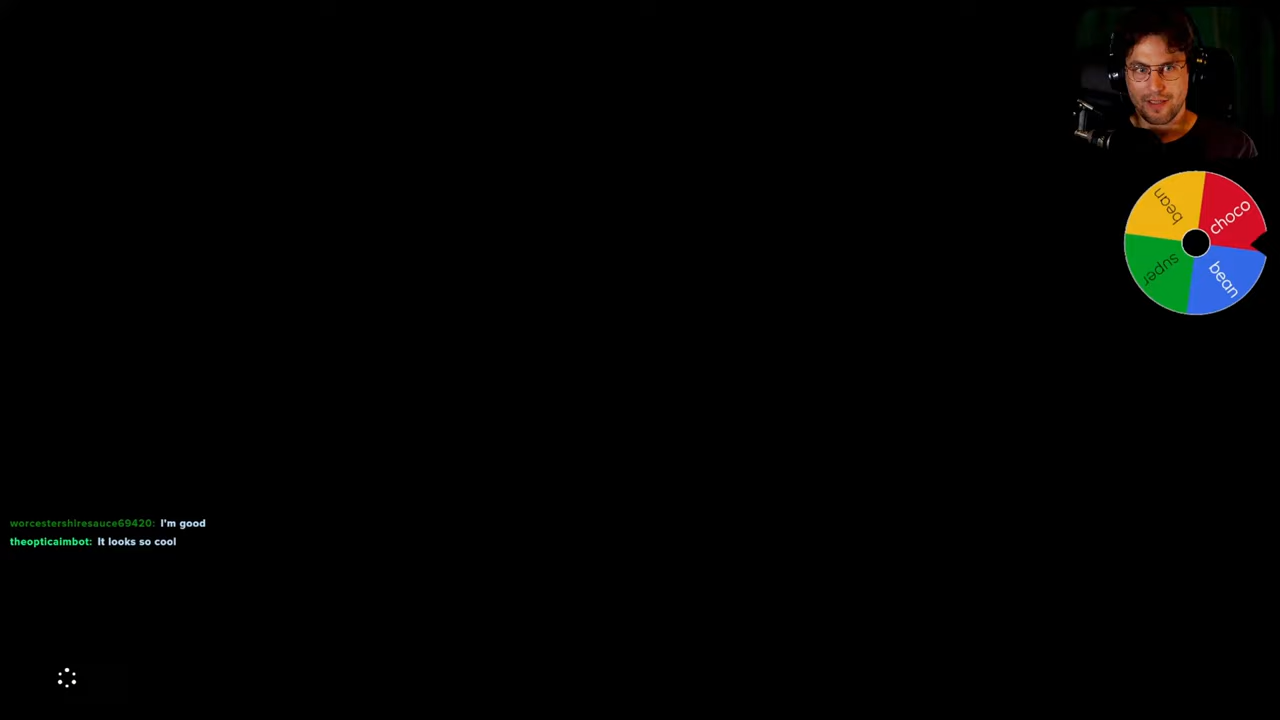 bean
choco
super
bean
worcestershiresauce69420: I'm good
theopticaimbot: It looks so cool